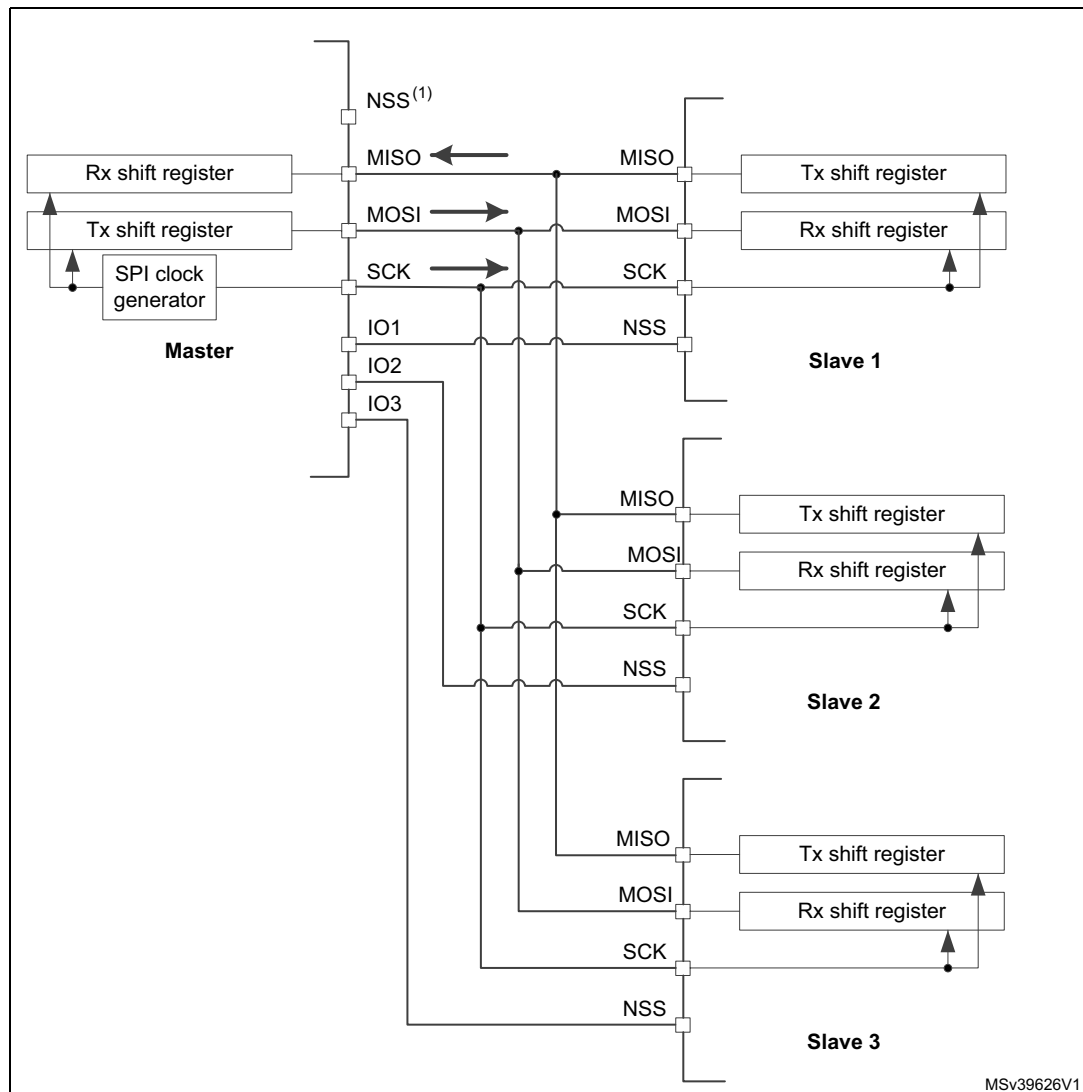 NSS(1)
MISO
MOSI
SCK
IO1
IO2
IO3
Rx shift register
Tx shift register
SPI clock
generator
Master
MISO
MOSI
SCK
NSS
Tx shift register
Rx shift register
Slave 1
MISO
MOSI
SCK
NSS
Tx shift register
Rx shift register
Slave 2
MISO
MOSI
SCK
NSS
Tx shift register
Rx shift register
Slave 3
MSv39626V1